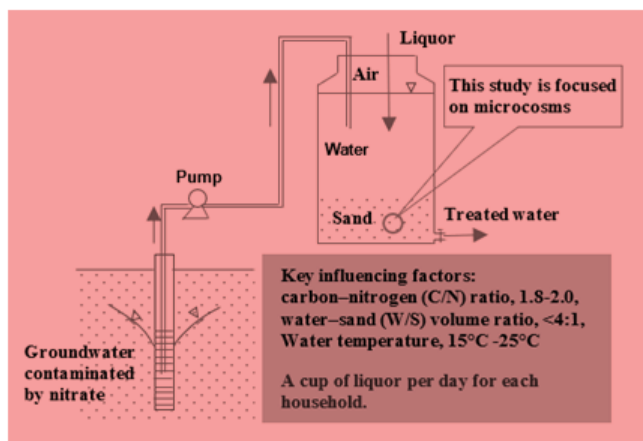 Liquor
Air
This study is focused
on microcosms
Water
Pump
Sand
Treated water
Key influencing factors:
carbon–nitrogen (C/N) ratio, 1.8-2.0,
water–sand (W/S) volume ratio, <4:1,
Water temperature, 15°C -25°C
A cup of liquor per day for each
household.
Groundwater
contaminated
by nitrate